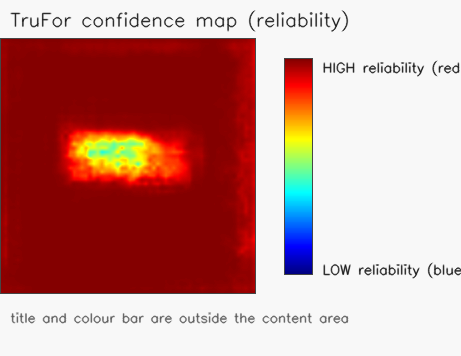 TruFor confidence map (reliability)
HIGH reliability (red
LOW reliability (blue
title and colour bar are outside the content area